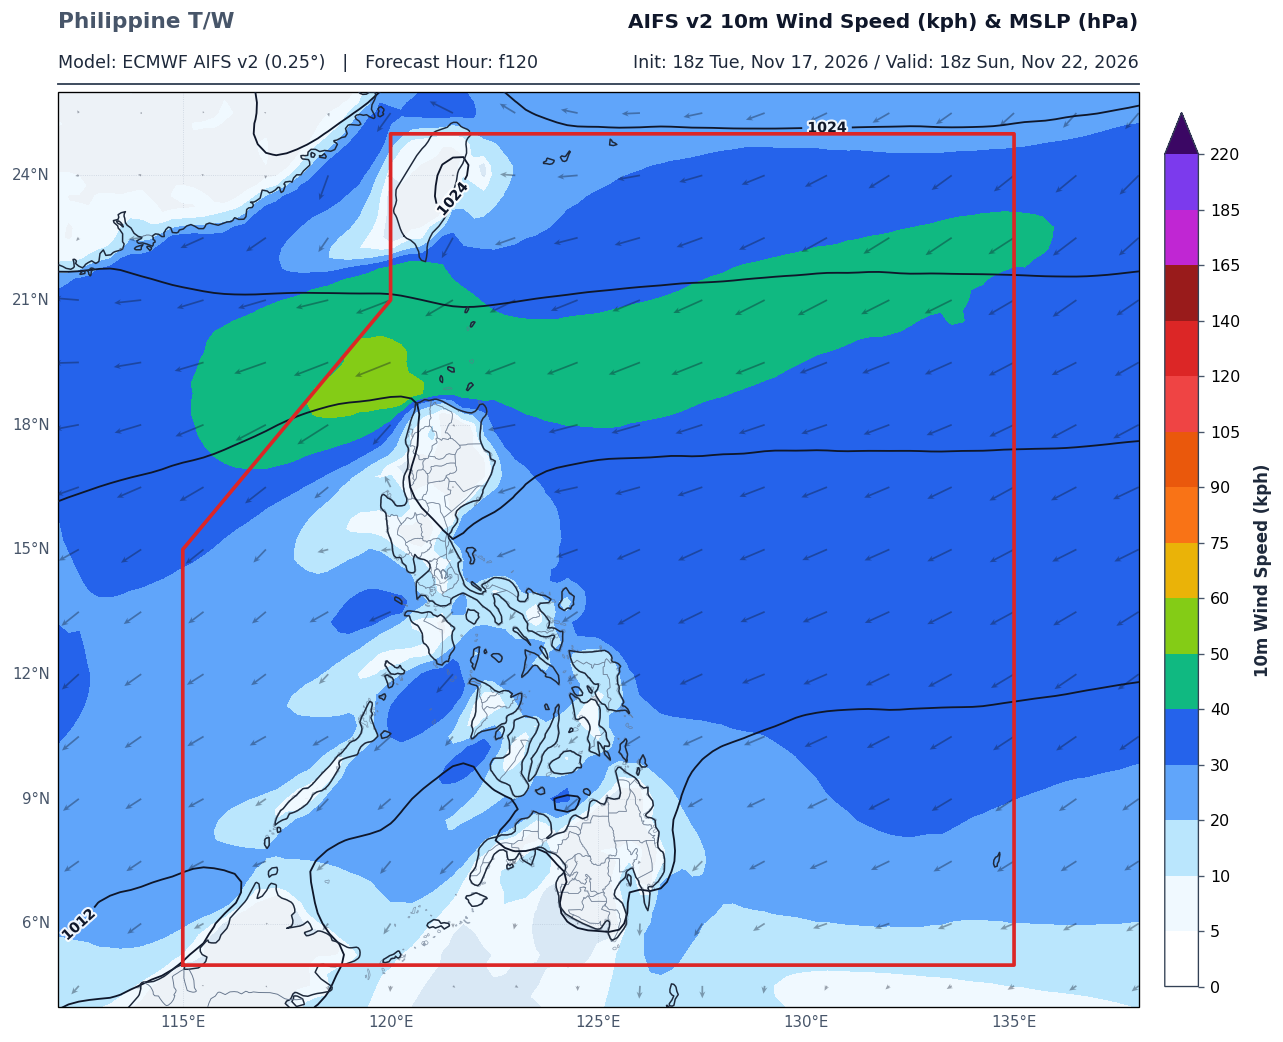 Philippine T/W
AIFS v2 10m Wind Speed (kph) & MSLP (hPa)
Model: ECMWF AIFS v2 (0.25°) | Forecast Hour: f120
Init: 18z Tue, Nov 17, 2026 / Valid: 18z Sun, Nov 22, 2026
1024
1024
1012
24°N
21°N
18°N
15°N
12°N
9°N
6°N
115°E
120°E
125°E
130°E
135°E
220
185
165
140
120
105
90
75
60
50
40
30
20
10
5
0
10m Wind Speed (kph)